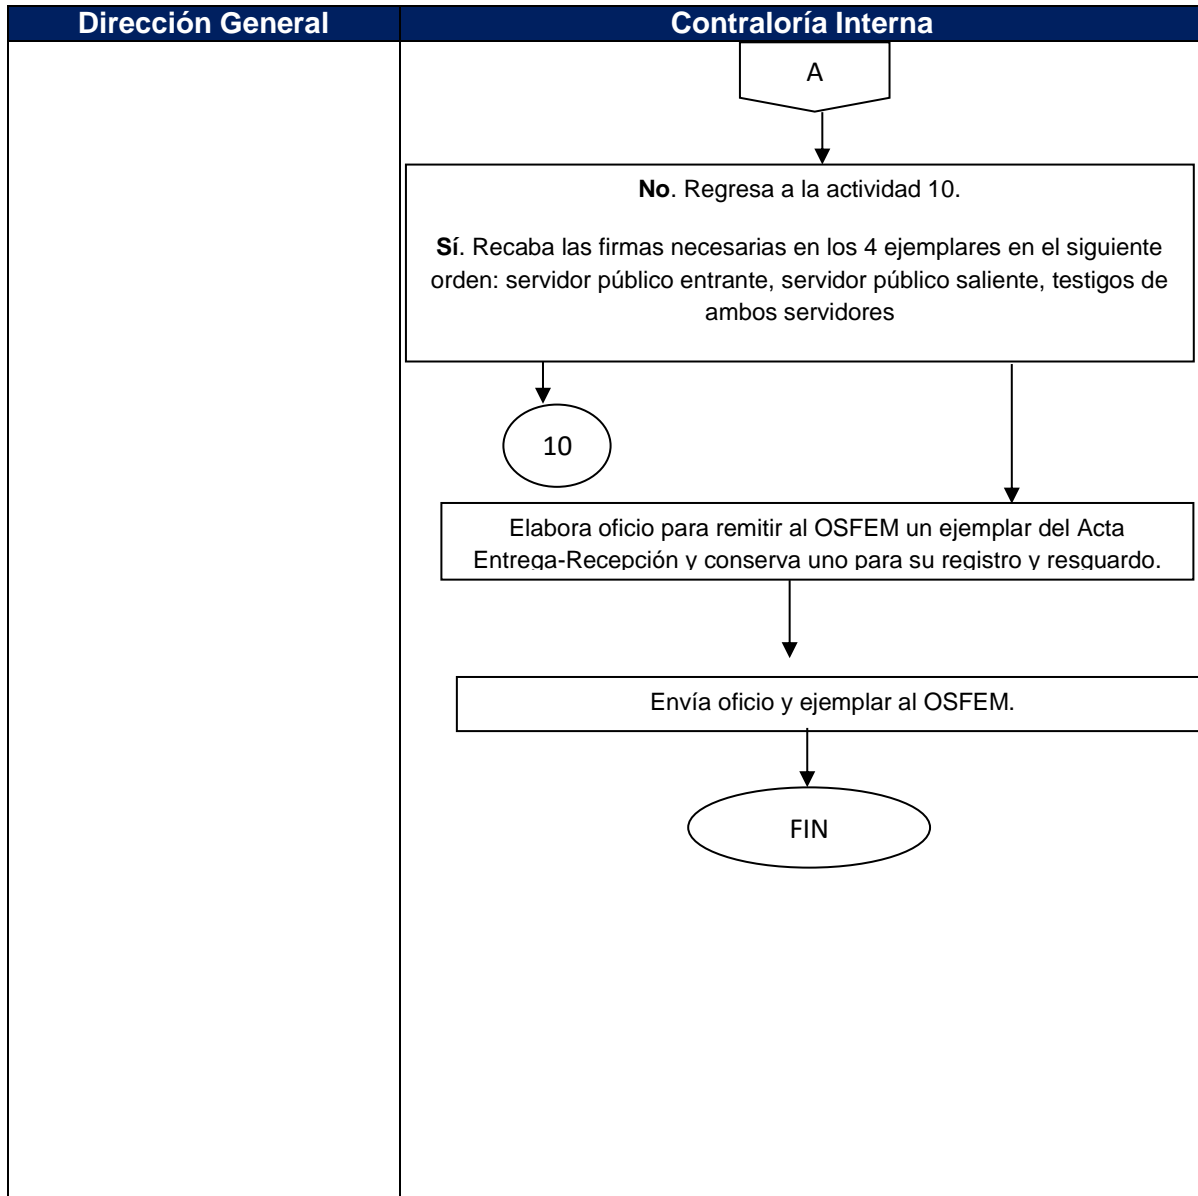 Dirección General
Contraloría Interna
A
No. Regresa a la actividad 10.
Sí. Recaba las firmas necesarias en los 4 ejemplares en el siguiente
orden: servidor público entrante, servidor público saliente, testigos de
ambos servidores
10
Elabora oficio para remitir al OSFEM un ejemplar del Acta
Entrega-Recepción y conserva uno para su registro y resguardo.
Envía oficio y ejemplar al OSFEM.
FIN